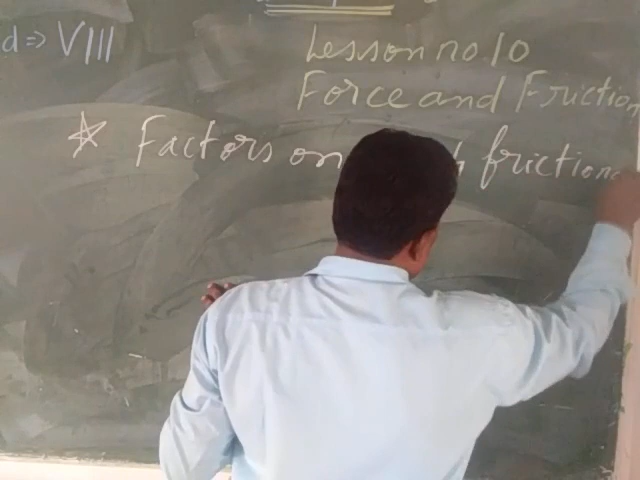 d => VIII
Lesson no 10
Force and Friction
* Factors on friction